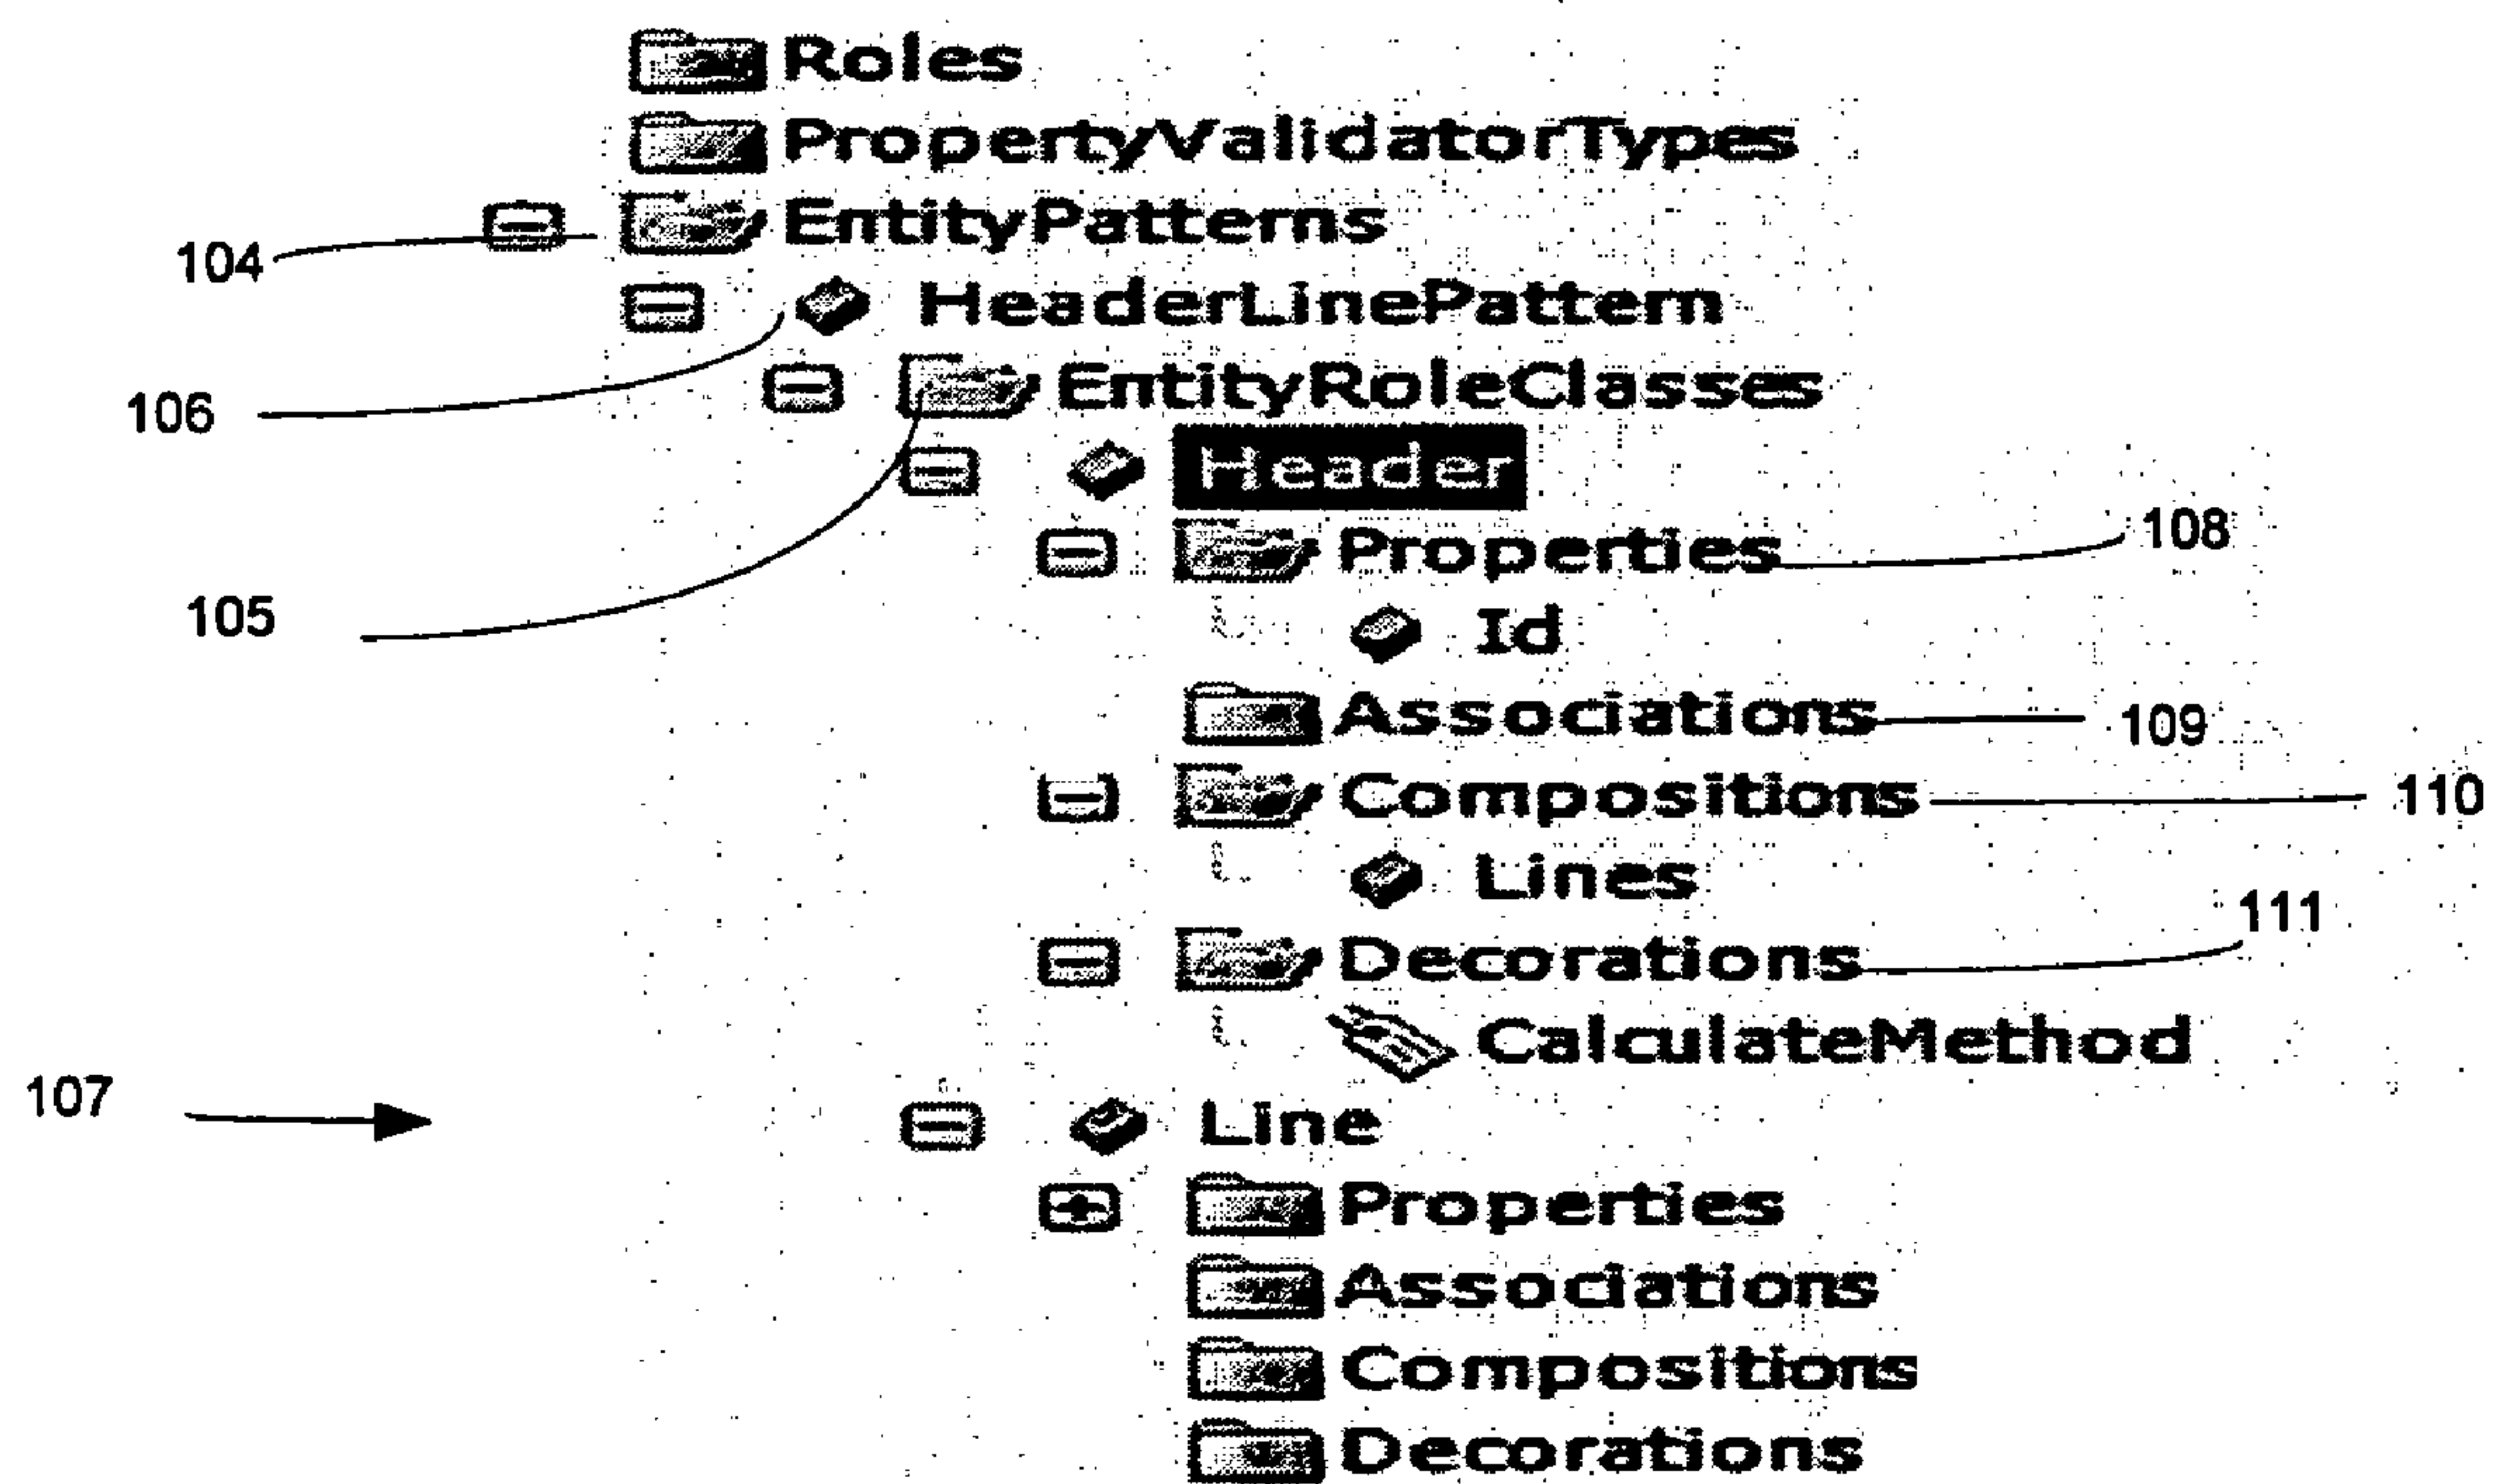 Roles
PropertyValidatorTypes
104 EntityPatterns
HeaderLinePattern
106 EntityRoleClasses
Header
Properties 108
105 Id
Associations 109
Compositions 110
Lines
111
Decorations
CalculateMethod
107 Line
Properties
Associations
Compositions
Decorations